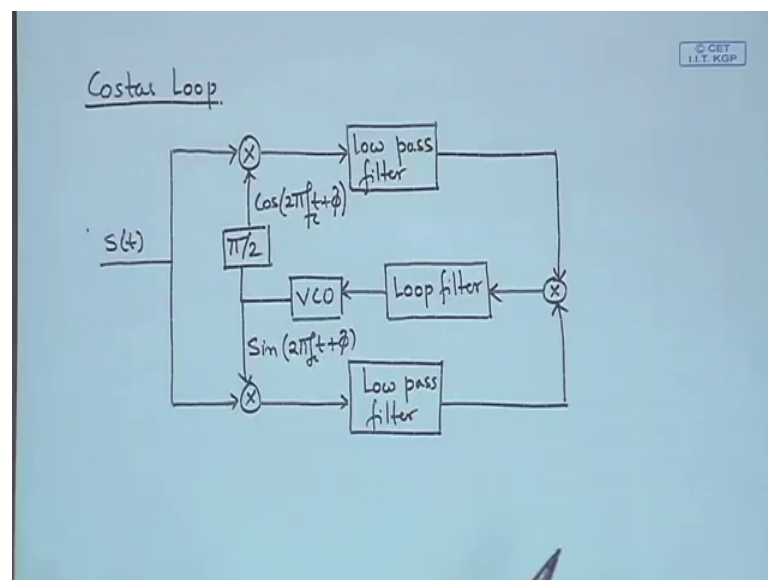 © CET
I.I.T. KGP
Costas Loop.
Low pass
filter
Cos(2πfct+φ̂)
S(t)
π/2
VCO
Loop filter
Sin(2πfct+φ̂)
Low pass
filter